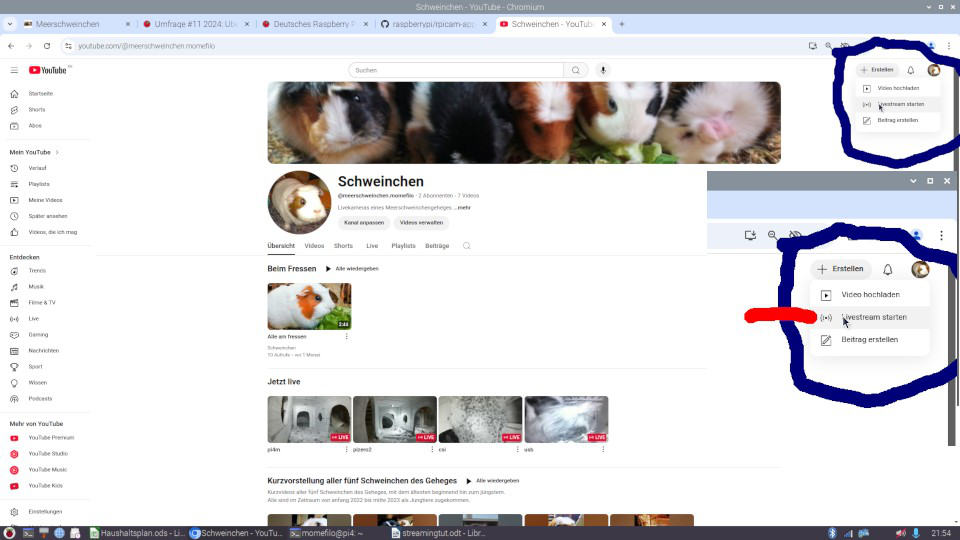 Schweinchen - YouTube - Chromium
Meerschweinchen
Umfrage #11 2024: Üb
Deutsches Raspberry P
raspberrypi/rpicam-app
Schweinchen - YouTube
youtube.com/@meerschweinchen.momefilo
YouTube
Suchen
Erstellen
Video hochladen
Livestream starten
Beitrag erstellen
Startseite
Shorts
Abos
Mein YouTube
Verlauf
Playlists
Meine Videos
Später ansehen
Videos, die ich mag
Entdecken
Trends
Musik
Filme & TV
Live
Gaming
Nachrichten
Sport
Wissen
Podcasts
Mehr von YouTube
YouTube Premium
YouTube Studio
YouTube Music
YouTube Kids
Einstellungen
Schweinchen
@meerschweinchen.momefilo · 2 Abonnenten · 7 Videos
Livekameras eines Meerschweinchengeheges. ...mehr
Kanal anpassen
Videos verwalten
Übersicht Videos Shorts Live Playlists Beiträge
Beim Fressen
Alle wiedergeben
3:44
Alle am fressen
Schweinchen
10 Aufrufe · vor 1 Monat
Jetzt live
LIVE
LIVE
LIVE
LIVE
pi4m
pizero2
csi
usb
Kurzvorstellung aller fünf Schweinchen des Geheges
Alle wiedergeben
Kurzvideos aller fünf Schweinchen des Geheges, mit dem ältesten beginnend hin zum jüngsten.
Alle sind im Zeitraum von anfang 2022 bis mitte 2023 als Jungtiere zugekommen.
Erstellen
Video hochladen
Livestream starten
Beitrag erstellen
Haushaltsplan.ods - Li...
Schweinchen - YouTu...
momefilo@pi4: ~
streamingtut.odt - Libr...
21:54